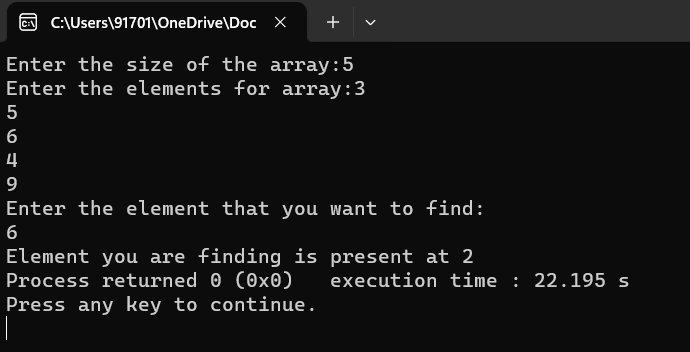 C:\Users\91701\OneDrive\Doc
Enter the size of the array:5
Enter the elements for array:3
5
6
4
9
Enter the element that you want to find:
6
Element you are finding is present at 2
Process returned 0 (0x0)   execution time : 22.195 s
Press any key to continue.